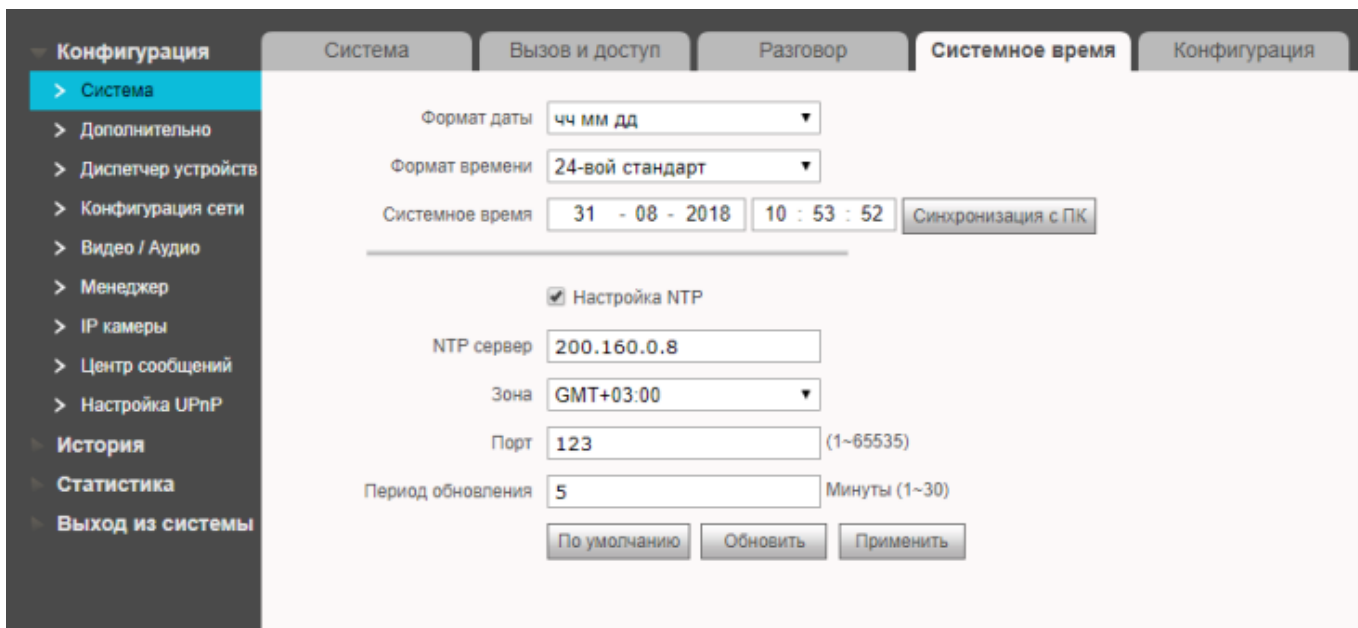 Конфигурация
Система
Дополнительно
Диспетчер устройств
Конфигурация сети
Видео / Аудио
Менеджер
IP камеры
Центр сообщений
Настройка UPnP
История
Статистика
Выход из системы
Система Вызов и доступ Разговор Системное время Конфигурация
Формат даты чч мм дд
Формат времени 24-вой стандарт
Системное время 31 - 08 - 2018 10 : 53 : 52 Синхронизация с ПК
Настройка NTP
NTP сервер 200.160.0.8
Зона GMT+03:00
Порт 123 (1~65535)
Период обновления 5 Минуты (1~30)
По умолчанию Обновить Применить